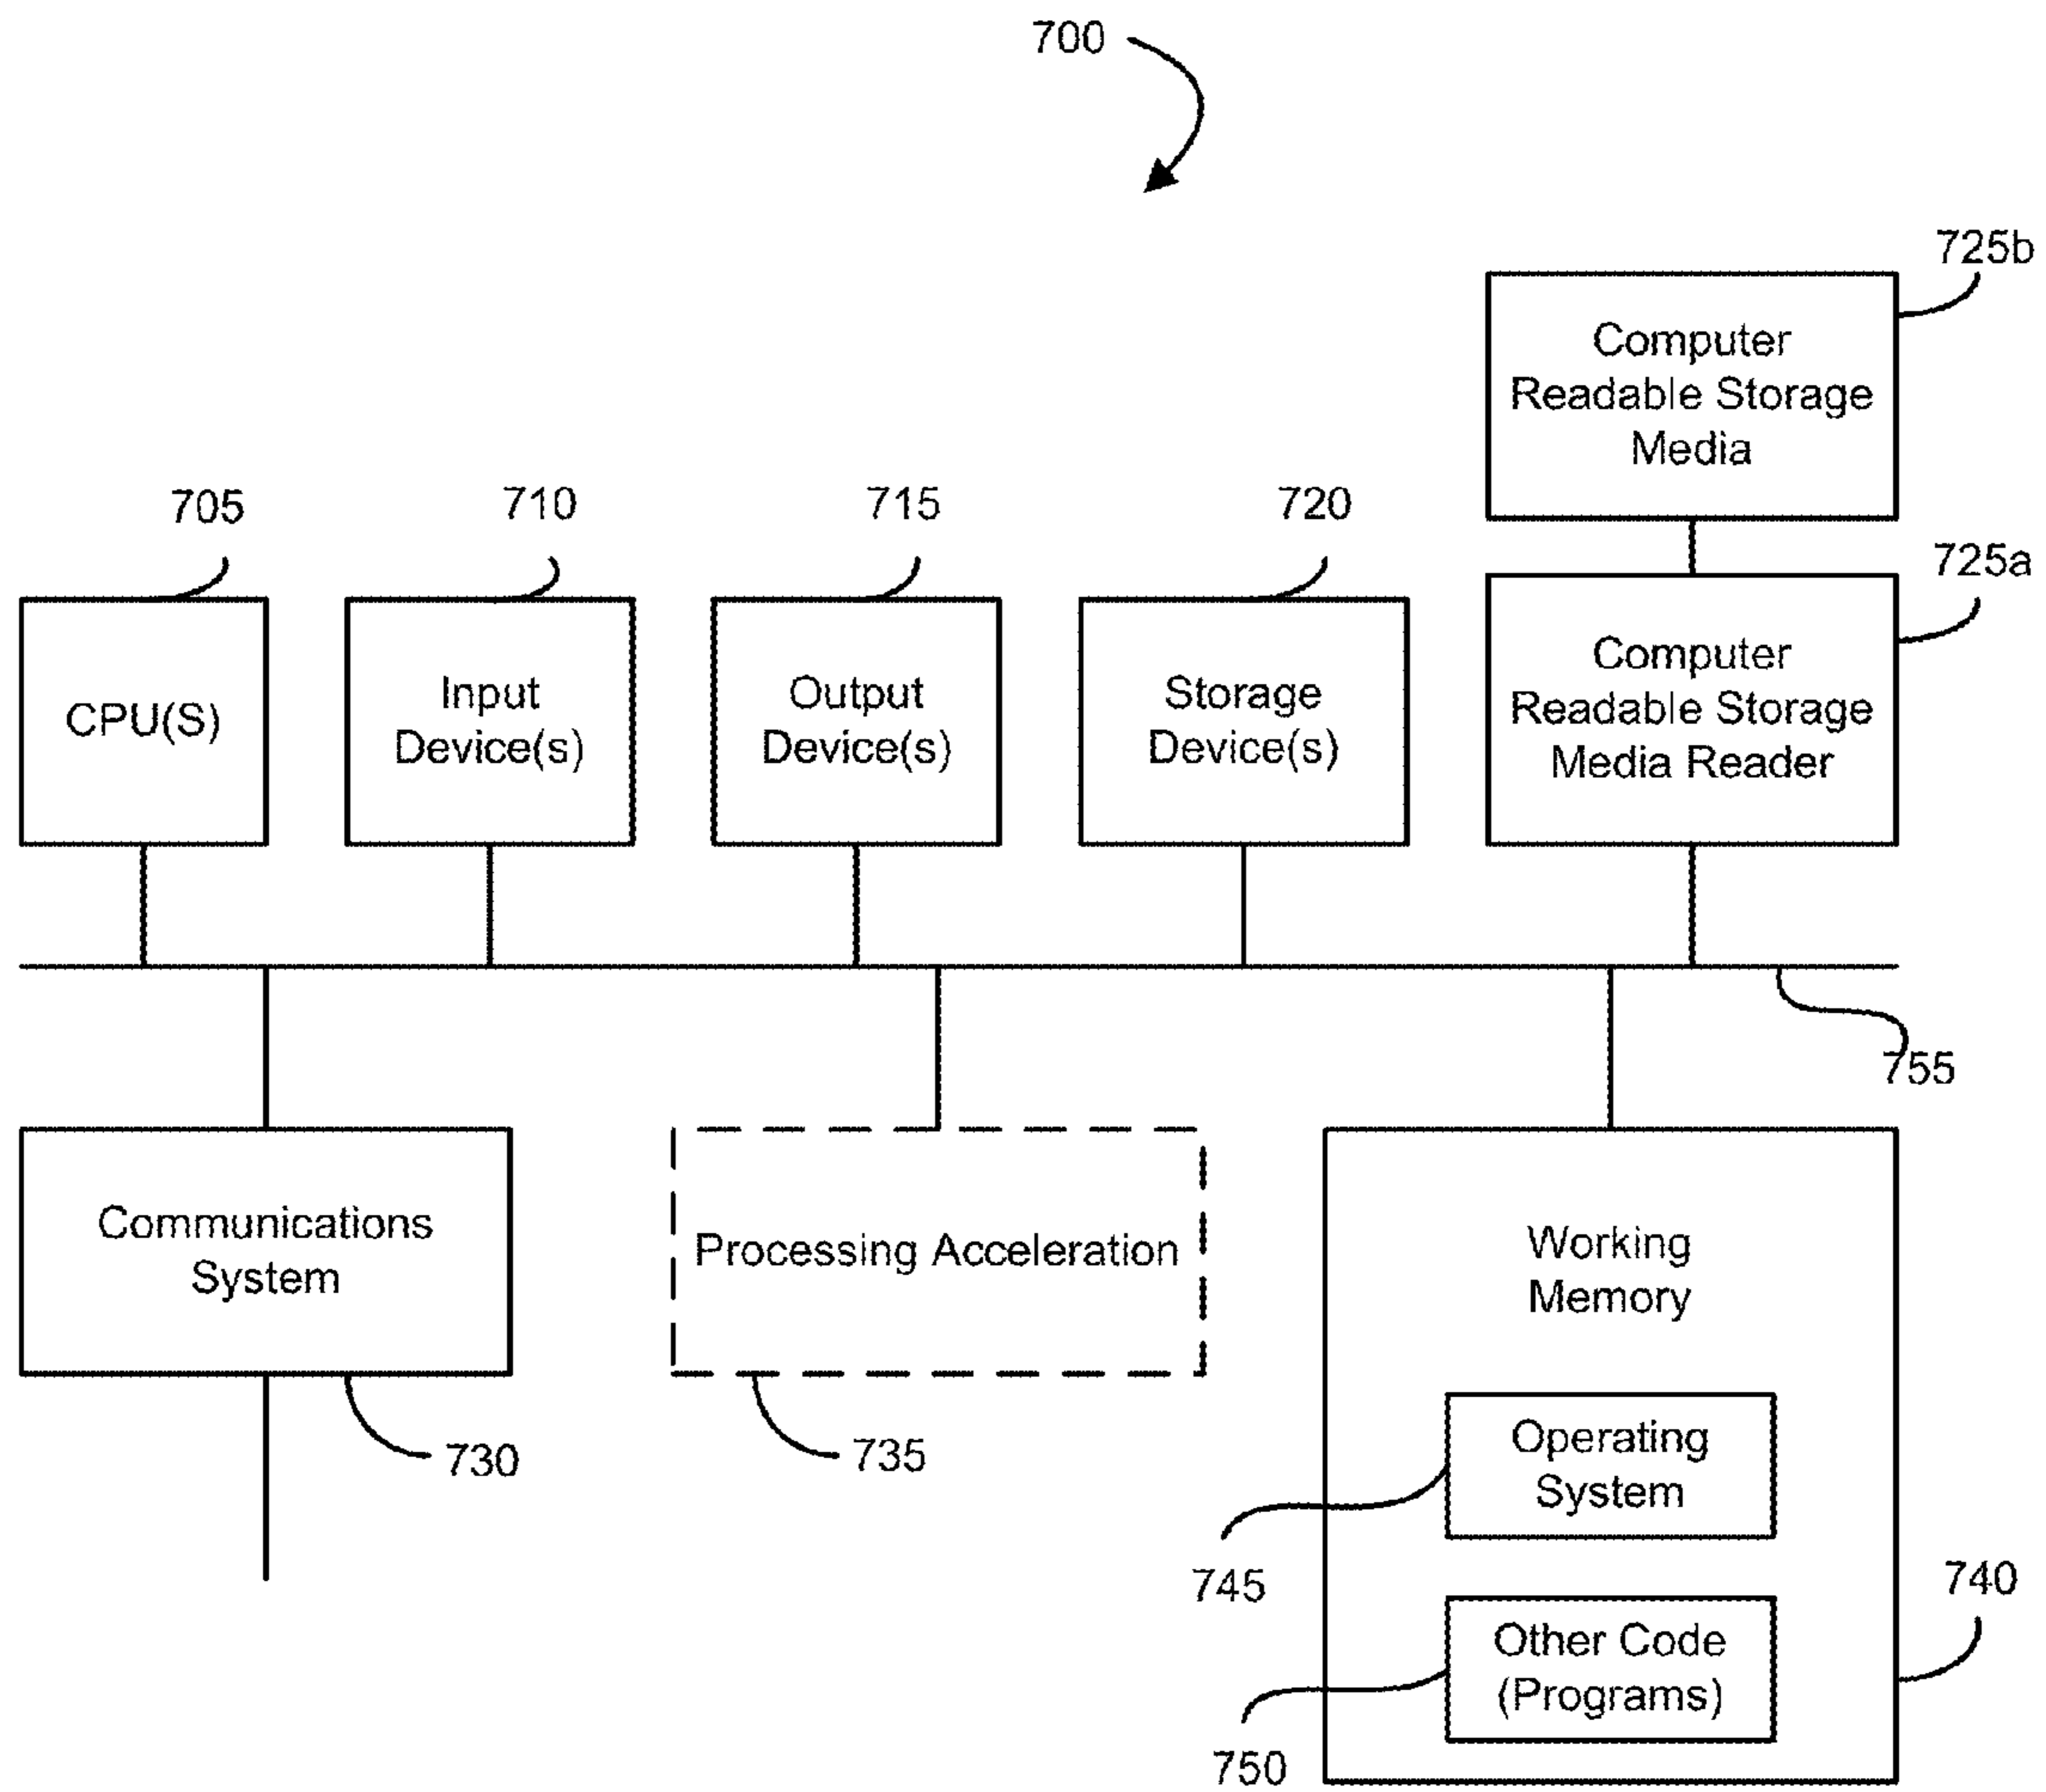 700
725b
Computer
Readable Storage
Media
705
710
715
720
725a
CPU(S)
Input
Device(s)
Output
Device(s)
Storage
Device(s)
Computer
Readable Storage
Media Reader
755
Communications
System
Processing Acceleration
Working
Memory
730
735
Operating
System
745
740
Other Code
(Programs)
750